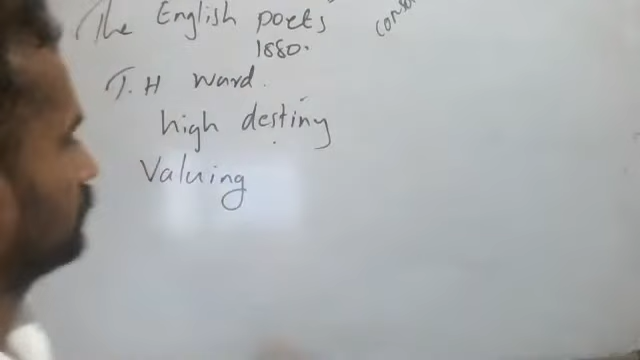 The English poets
1880.
T.H ward.
high destiny
Valuing